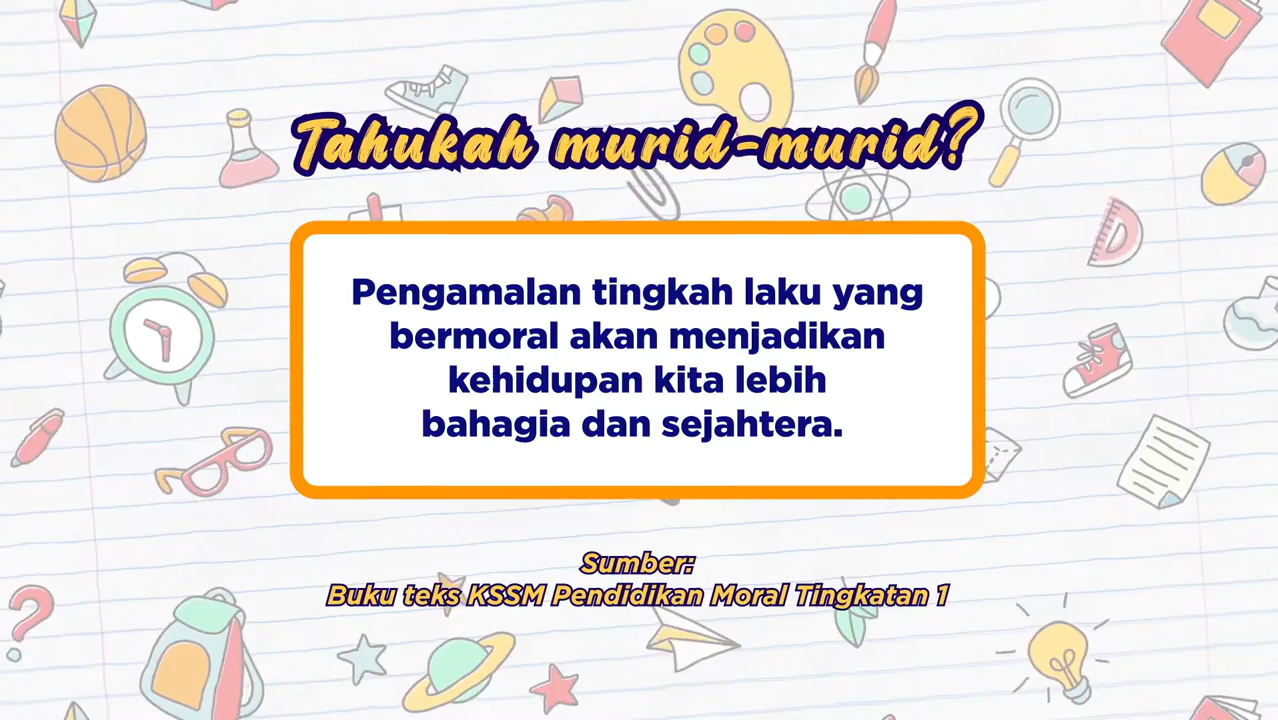 Tahukah murid-murid?
Pengamalan tingkah laku yang
bermoral akan menjadikan
kehidupan kita lebih
bahagia dan sejahtera.
Sumber:
Buku teks KSSM Pendidikan Moral Tingkatan 1